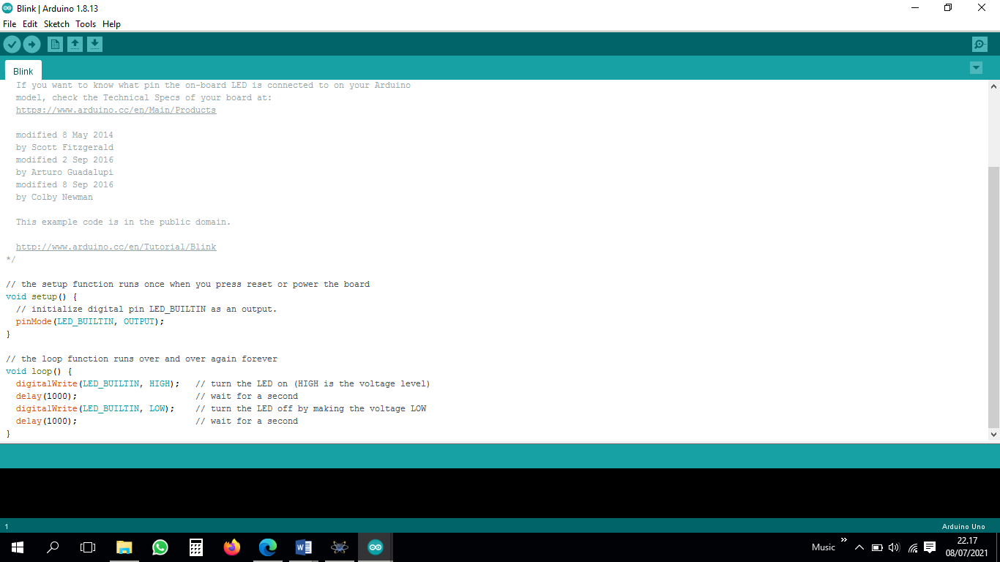 Blink | Arduino 1.8.13
File Edit Sketch Tools Help
Blink
If you want to know what pin the on-board LED is connected to on your Arduino
model, check the Technical Specs of your board at:
https://www.arduino.cc/en/Main/Products
modified 8 May 2014
by Scott Fitzgerald
modified 2 Sep 2016
by Arturo Guadalupi
modified 8 Sep 2016
by Colby Newman
This example code is in the public domain.
http://www.arduino.cc/en/Tutorial/Blink
*/
// the setup function runs once when you press reset or power the board
void setup() {
// initialize digital pin LED_BUILTIN as an output.
pinMode(LED_BUILTIN, OUTPUT);
}
// the loop function runs over and over again forever
void loop() {
digitalWrite(LED_BUILTIN, HIGH);   // turn the LED on (HIGH is the voltage level)
delay(1000);                       // wait for a second
digitalWrite(LED_BUILTIN, LOW);    // turn the LED off by making the voltage LOW
delay(1000);                       // wait for a second
}
1
Arduino Uno
Music
22.17
08/07/2021